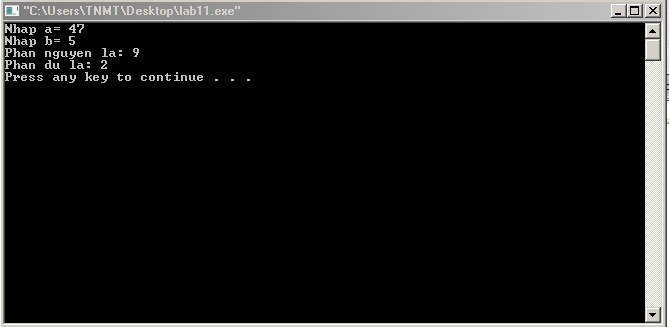 "C:\Users\TNMT\Desktop\lab11.exe"
Nhap a= 47
Nhap b= 5
Phan nguyen la: 9
Phan du la: 2
Press any key to continue . . .